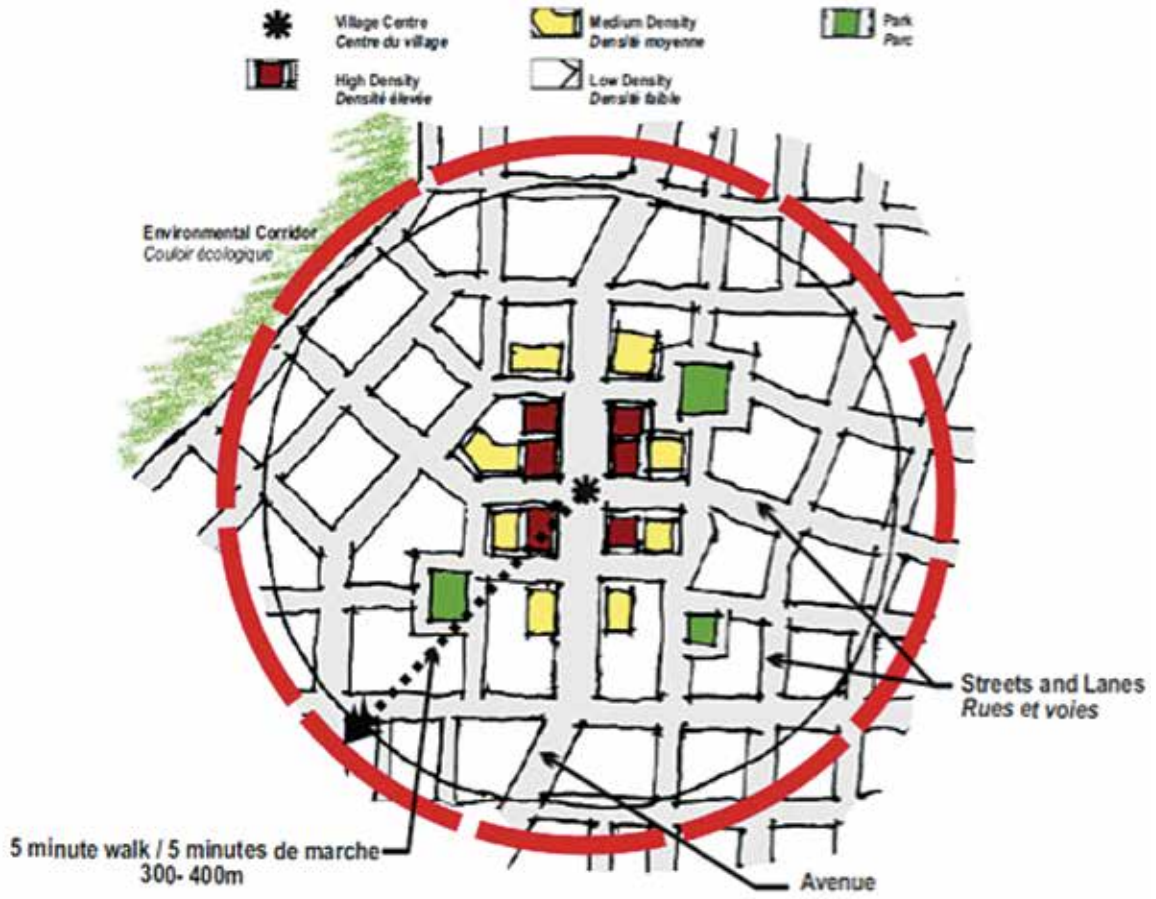 Village Centre
Centre du village
High Density
Densité élevée
Medium Density
Densité moyenne
Low Density
Densité faible
Park
Parc
Environmental Corridor
Couloir écologique
Streets and Lanes
Rues et voies
5 minute walk / 5 minutes de marche
300- 400m
Avenue